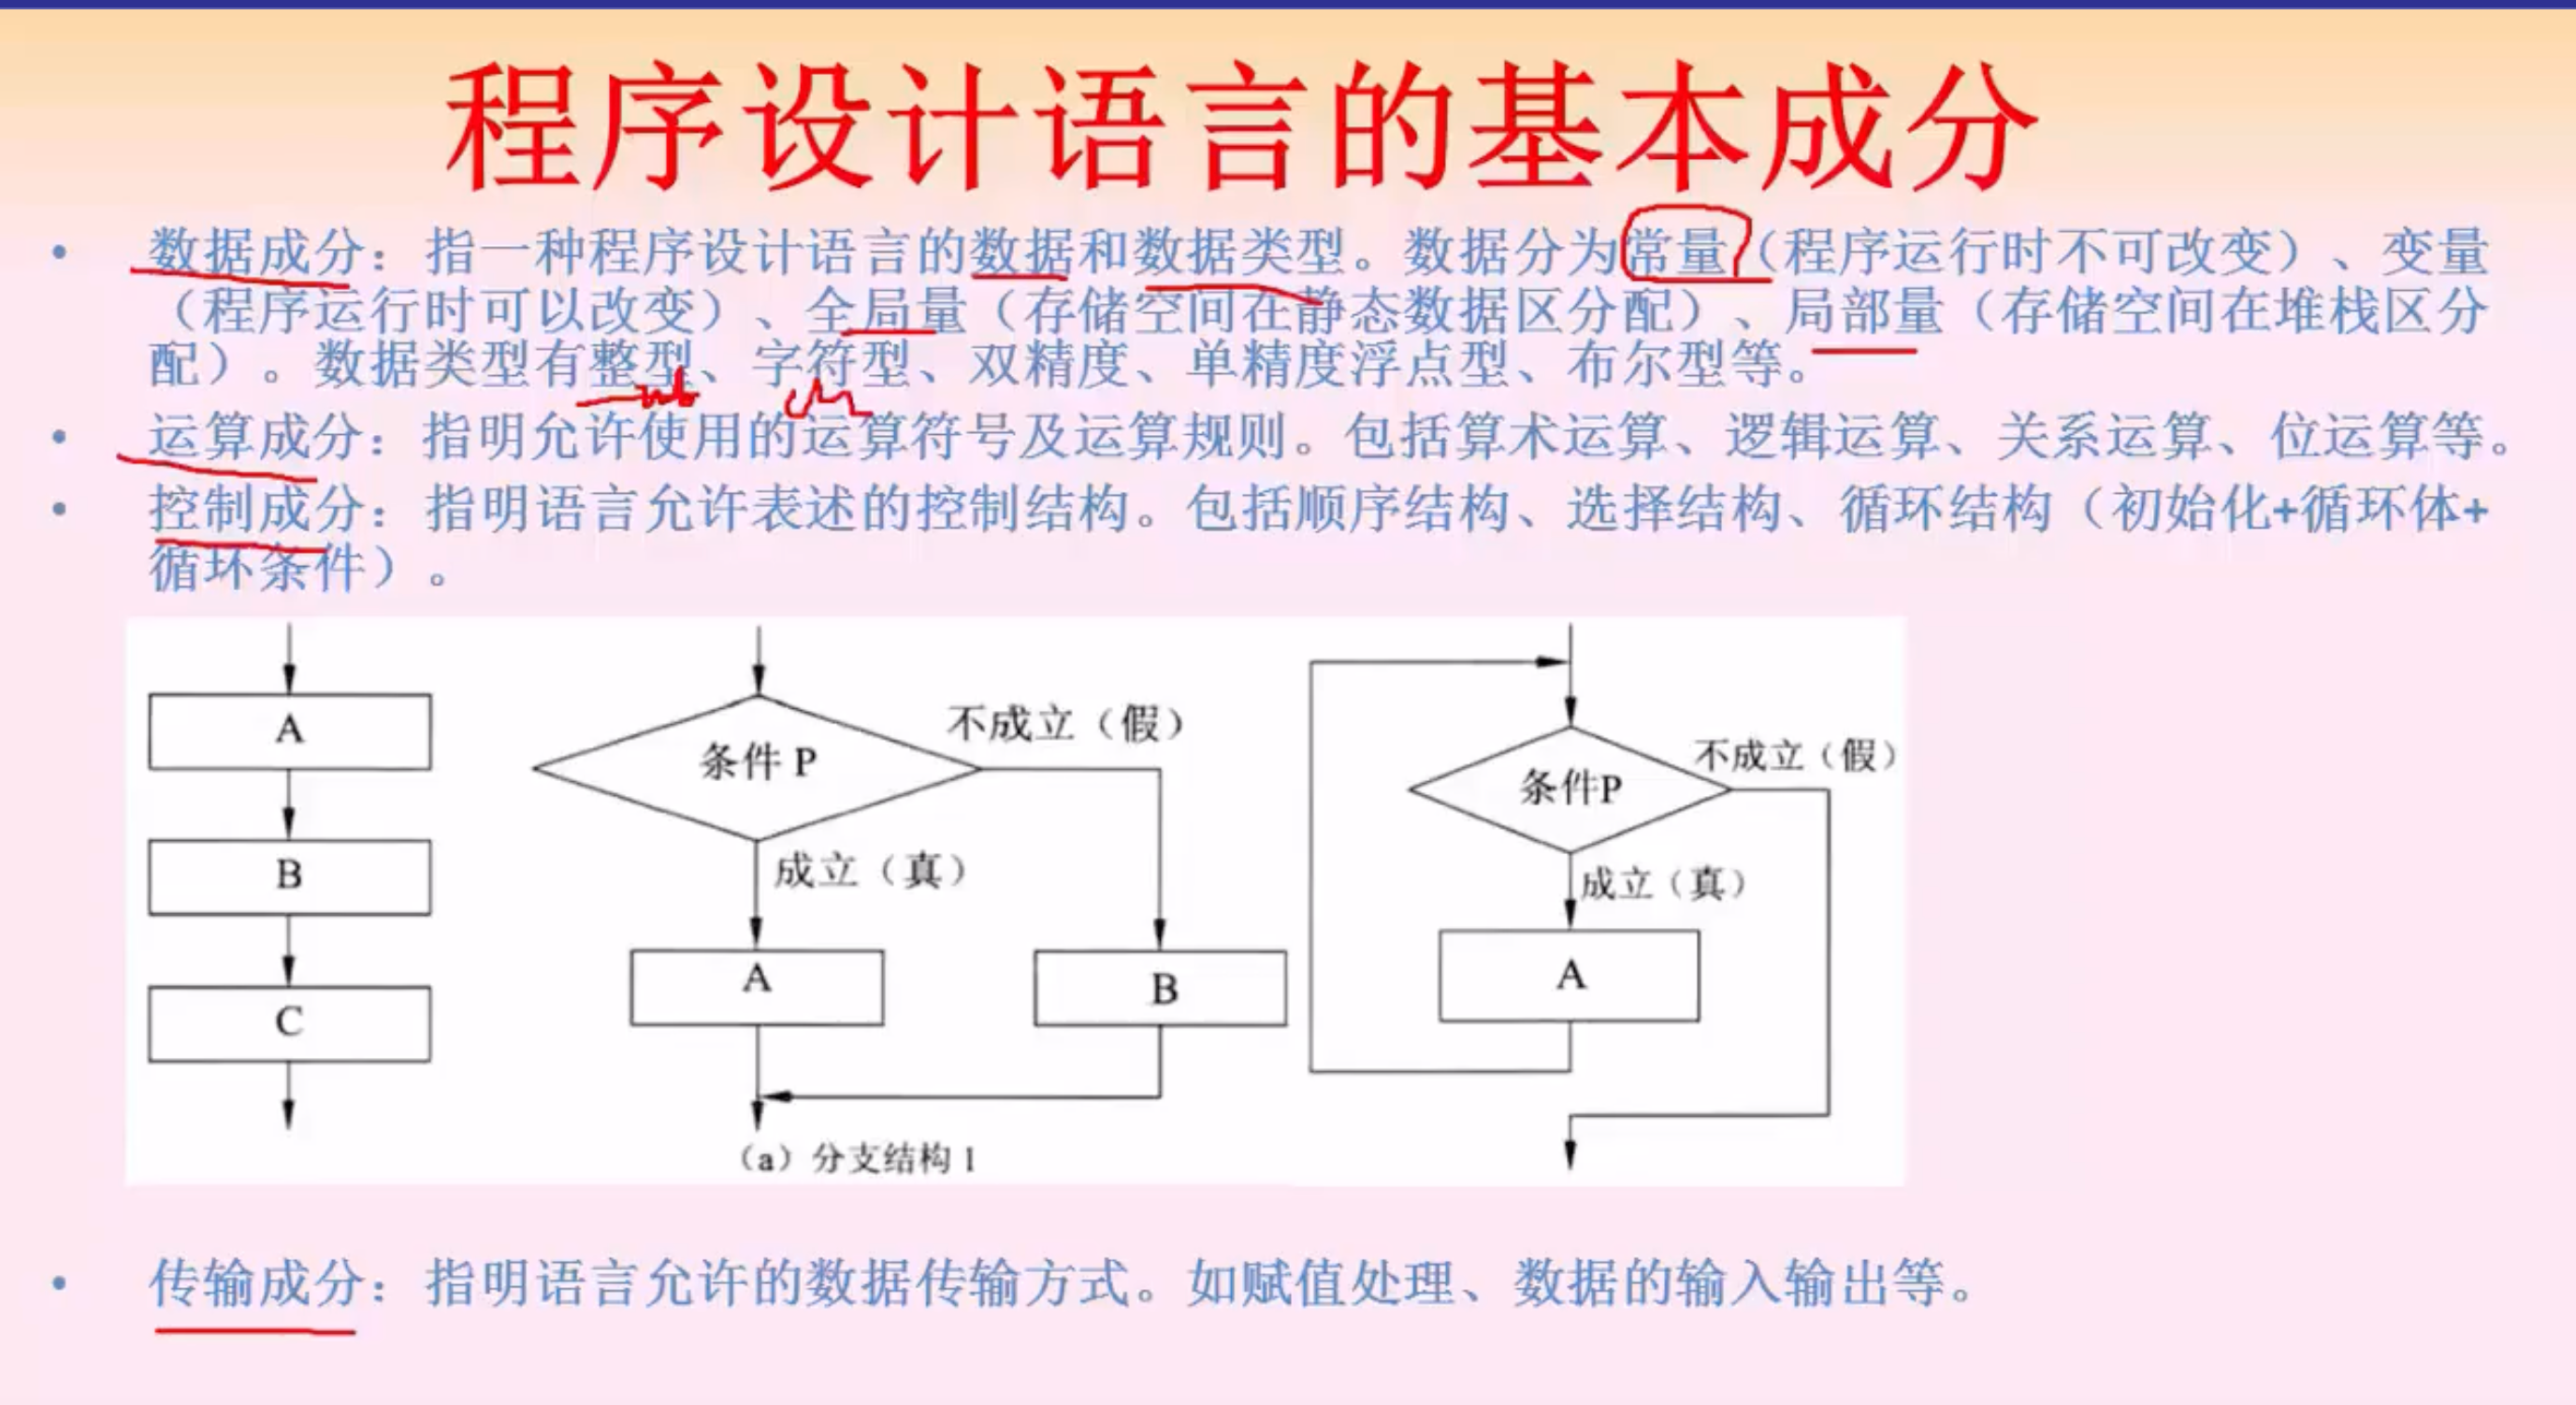 程序设计语言的基本成分
• 数据成分：指一种程序设计语言的数据和数据类型。数据分为常量（程序运行时不可改变）、变量
（程序运行时可以改变）、全局量（存储空间在静态数据区分配）、局部量（存储空间在堆栈区分
配）。数据类型有整型、字符型、双精度、单精度浮点型、布尔型等。
• 运算成分：指明允许使用的运算符号及运算规则。包括算术运算、逻辑运算、关系运算、位运算等。
• 控制成分：指明语言允许表述的控制结构。包括顺序结构、选择结构、循环结构（初始化+循环体+
循环条件）。
A
B
C
条件 P
不成立（假）
成立（真）
A
B
（a）分支结构 1
条件P
不成立（假）
成立（真）
A
• 传输成分：指明语言允许的数据传输方式。如赋值处理、数据的输入输出等。